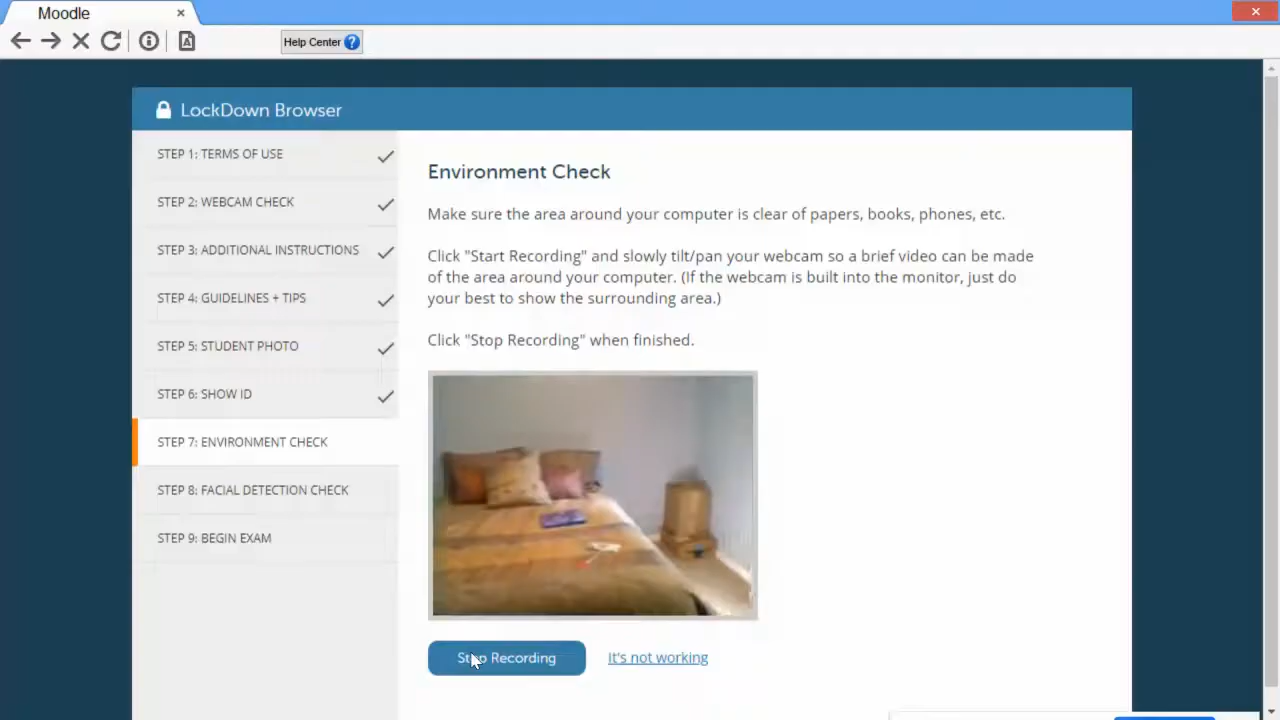 Moodle
Help Center ?
LockDown Browser
STEP 1: TERMS OF USE
STEP 2: WEBCAM CHECK
STEP 3: ADDITIONAL INSTRUCTIONS
STEP 4: GUIDELINES + TIPS
STEP 5: STUDENT PHOTO
STEP 6: SHOW ID
STEP 7: ENVIRONMENT CHECK
STEP 8: FACIAL DETECTION CHECK
STEP 9: BEGIN EXAM
Environment Check
Make sure the area around your computer is clear of papers, books, phones, etc.
Click "Start Recording" and slowly tilt/pan your webcam so a brief video can be made
of the area around your computer. (If the webcam is built into the monitor, just do
your best to show the surrounding area.)
Click "Stop Recording" when finished.
Stop Recording
It's not working